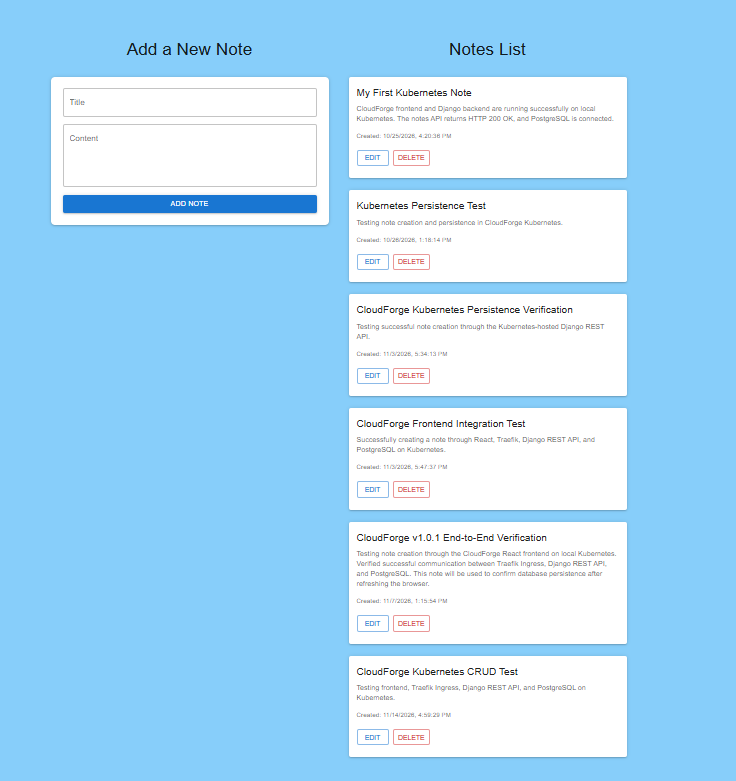 Add a New Note
Title
Content
ADD NOTE
Notes List
My First Kubernetes Note
CloudForge frontend and Django backend are running successfully on local
Kubernetes. The notes API returns HTTP 200 OK, and PostgreSQL is connected.
Created: 10/25/2026, 4:20:38 PM
EDIT
DELETE
Kubernetes Persistence Test
Testing note creation and persistence in CloudForge Kubernetes.
Created: 10/26/2026, 1:18:14 PM
EDIT
DELETE
CloudForge Kubernetes Persistence Verification
Testing successful note creation through the Kubernetes-hosted Django REST
API.
Created: 11/3/2026, 5:34:13 PM
EDIT
DELETE
CloudForge Frontend Integration Test
Successfully creating a note through React, Traefik, Django REST API, and
PostgreSQL on Kubernetes.
Created: 11/3/2026, 5:47:37 PM
EDIT
DELETE
CloudForge v1.0.1 End-to-End Verification
Testing note creation through the CloudForge React frontend on local Kubernetes.
Verified successful communication between Traefik Ingress, Django REST API,
and PostgreSQL. This note will be used to confirm database persistence after
refreshing the browser.
Created: 11/7/2026, 1:15:54 PM
EDIT
DELETE
CloudForge Kubernetes CRUD Test
Testing frontend, Traefik Ingress, Django REST API, and PostgreSQL on
Kubernetes.
Created: 11/14/2026, 4:59:29 PM
EDIT
DELETE